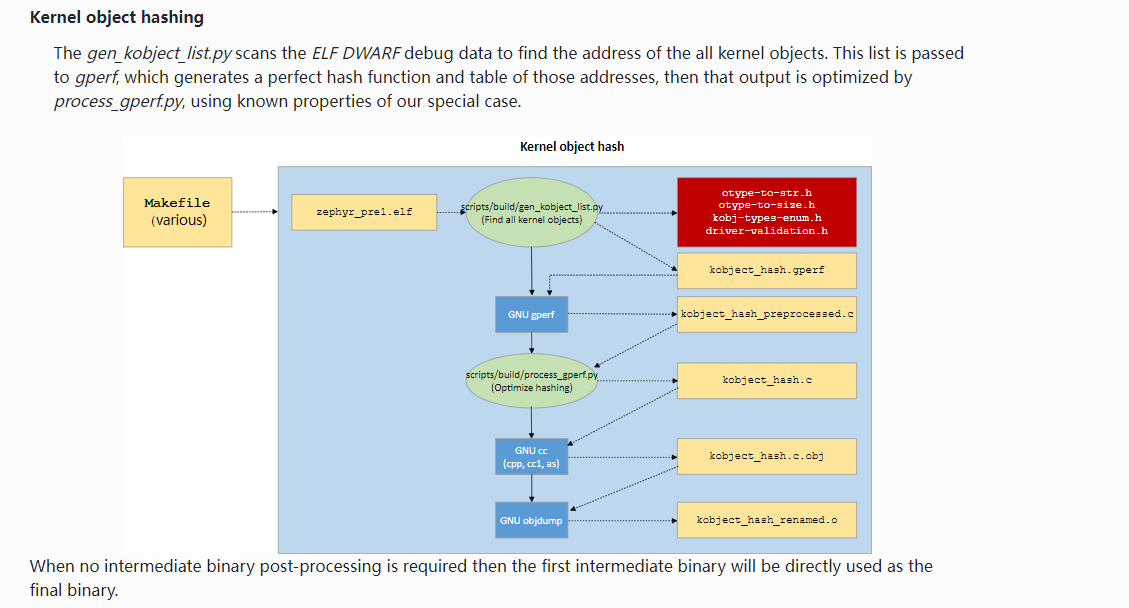 Kernel object hashing
The gen_kobject_list.py scans the ELF DWARF debug data to find the address of the all kernel objects. This list is passed
to gperf, which generates a perfect hash function and table of those addresses, then that output is optimized by
process_gperf.py, using known properties of our special case.
Kernel object hash
Makefile
(various)
zephyr_pre1.elf
scripts/build/gen_kobject_list.py
(Find all kernel objects)
otype-to-str.h
otype-to-size.h
kobj-types-enum.h
driver-validation.h
kobject_hash.gperf
GNU gperf
kobject_hash_preprocessed.c
scripts/build/process_gperf.py
(Optimize hashing)
kobject_hash.c
GNU cc
(cpp, cc1, as)
kobject_hash.c.obj
GNU objdump
kobject_hash_renamed.o
When no intermediate binary post-processing is required then the first intermediate binary will be directly used as the
final binary.